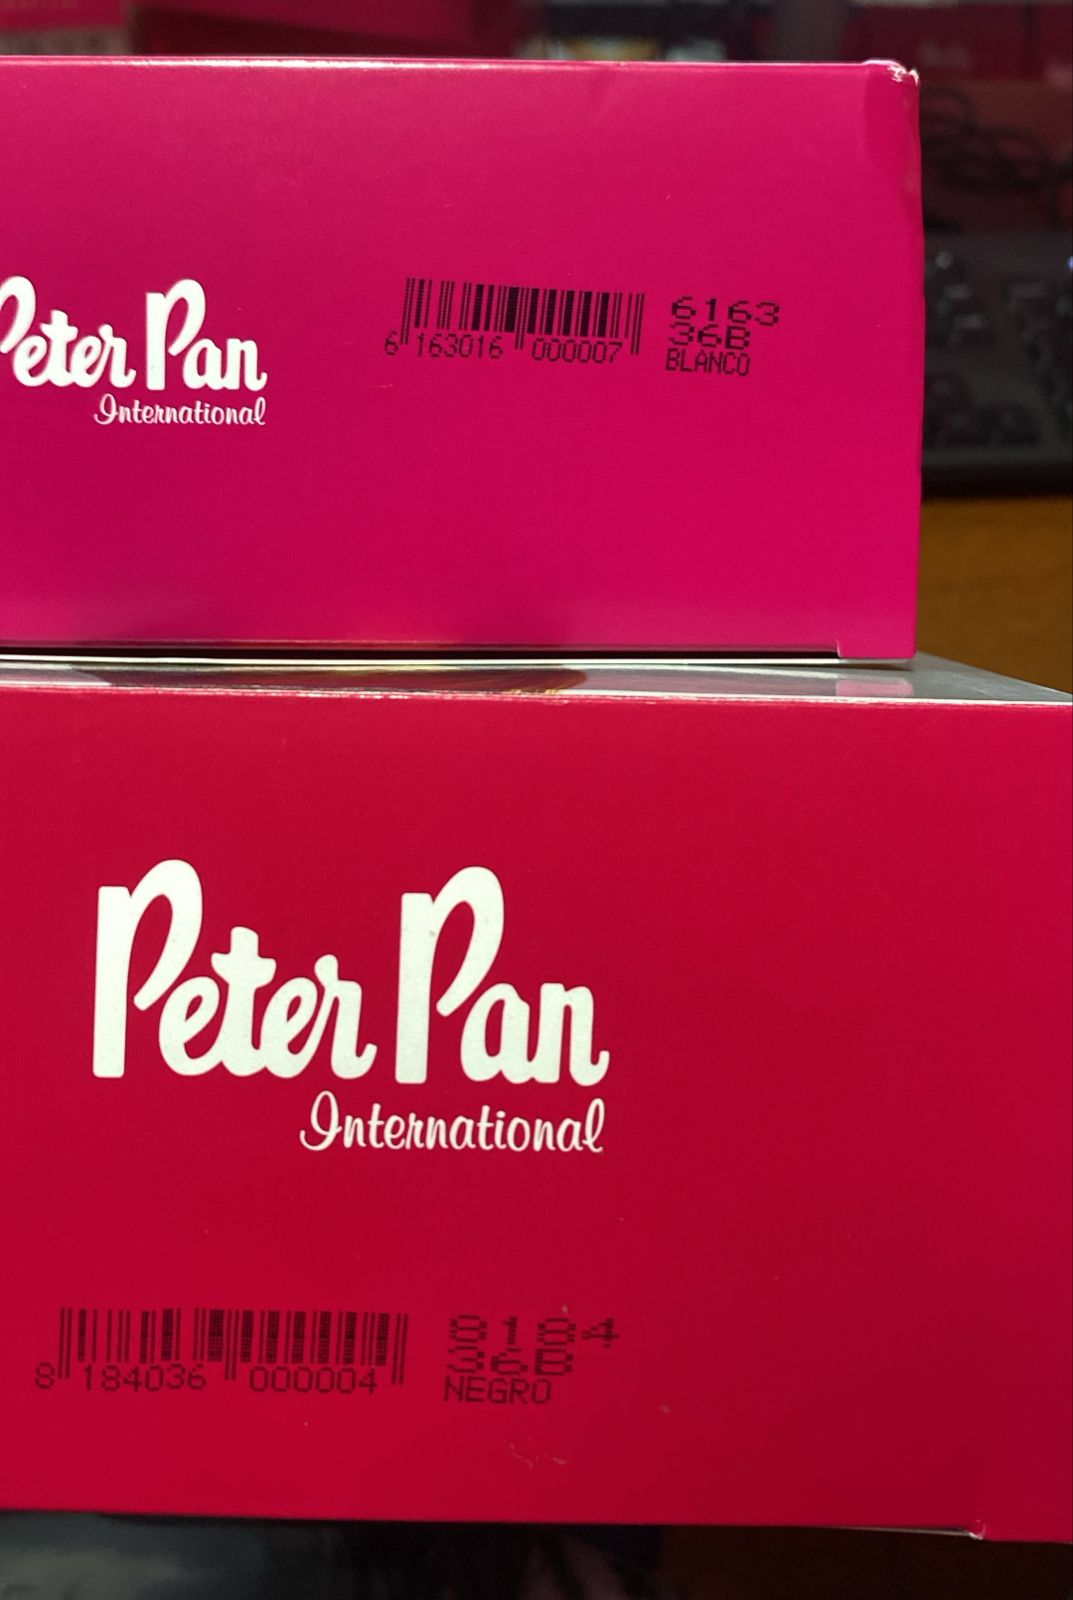 Peter Pan
International
6 163016 000007
6163
36B
BLANCO
Peter Pan
International
8 184036 000004
8184
36B
NEGRO